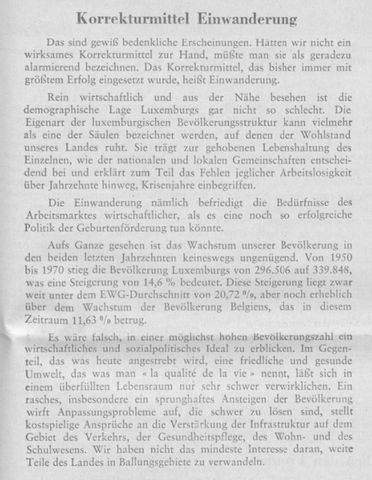 Korrekturmittel Einwanderung
Das sind gewiß bedenkliche Erscheinungen. Hätten wir nicht ein
wirksames Korrekturmittel zur Hand, müßte man sie als geradezu
alarmierend bezeichnen. Das Korrekturmittel, das bisher immer mit
größtem Erfolg eingesetzt wurde, heißt Einwanderung.
Rein wirtschaftlich und aus der Nähe besehen ist die
demographische Lage Luxemburgs gar nicht so schlecht. Die
Eigenart der luxemburgischen Bevölkerungsstruktur kann vielmehr
als eine der Säulen bezeichnet werden, auf denen der Wohlstand
unseres Landes ruht. Sie trägt zur gehobenen Lebenshaltung des
Einzelnen, wie der nationalen und lokalen Gemeinschaften entschei-
dend bei und erklärt zum Teil das Fehlen jeglicher Arbeitslosigkeit
über Jahrzehnte hinweg, Krisenjahre einbegriffen.
Die Einwanderung nämlich befriedigt die Bedürfnisse des
Arbeitsmarktes wirtschaftlicher, als es eine noch so erfolgreiche
Politik der Geburtenförderung tun könnte.
Aufs Ganze gesehen ist das Wachstum unserer Bevölkerung in
den beiden letzten Jahrzehnten keineswegs ungenügend. Von 1950
bis 1970 stieg die Bevölkerung Luxemburgs von 296.506 auf 339.848,
was eine Steigerung von 14,6 % bedeutet. Diese Steigerung liegt zwar
weit unter dem EWG-Durchschnitt von 20,72 %, aber noch erheblich
über dem Wachstum der Bevölkerung Belgiens, das in diesem
Zeitraum 11,63 % betrug.
Es wäre falsch, in einer möglichst hohen Bevölkerungszahl ein
wirtschaftliches und sozialpolitisches Ideal zu erblicken. Im Gegen-
teil, das was heute angestrebt wird, eine friedliche und gesunde
Umwelt, das was man « la qualité de la vie » nennt, läßt sich in
einem überfüllten Lebensraum nur sehr schwer verwirklichen. Ein
rasches, insbesondere ein sprunghaftes Ansteigen der Bevölkerung
wirft Anpassungsprobleme auf, die schwer zu lösen sind, stellt
kostspielige Ansprüche an die Verstärkung der Infrastruktur auf dem
Gebiet des Verkehrs, der Gesundheitspflege, des Wohn- und des
Schulwesens. Wir haben nicht das mindeste Interesse daran, weite
Teile des Landes in Ballungsgebiete zu verwandeln.